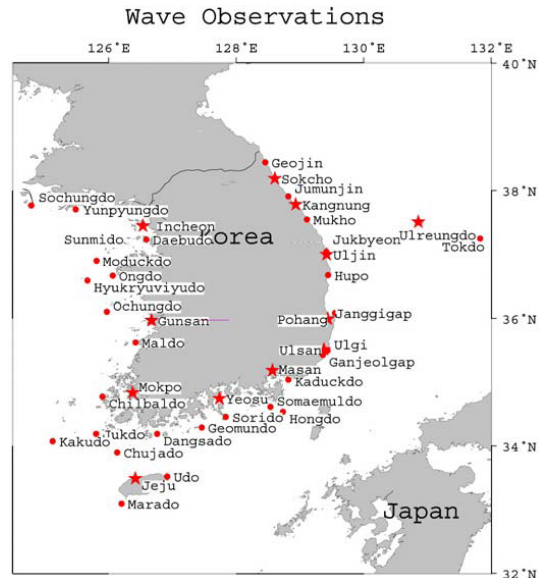 Wave Observations
126°E
128°E
130°E
132°E
40°N
Geojin
Sokcho
Jumunjin
Sochungdo
38°N
Yunpyungdo
Kangnung
Mukho
Incheon
Ulreungdo
Sunmido
Daebudo
Korea
Jukbyeon
Tokdo
Uljin
Moduckdo
Ongdo
Hupo
Hyukryuviyudo
Ochungdo
Janggigap
36°N
Gunsan
Pohang
Maldo
Ulsan
Ulgi
Ganjeolgap
Masan
Kaduckdo
Mokpo
Yeosu
Somaemuldo
Chilbaldo
Sorido
Hongdo
Jukdo
Geomundo
Kakudo
Dangsado
34°N
Chujado
Udo
Jeju
Marado
Japan
32°N